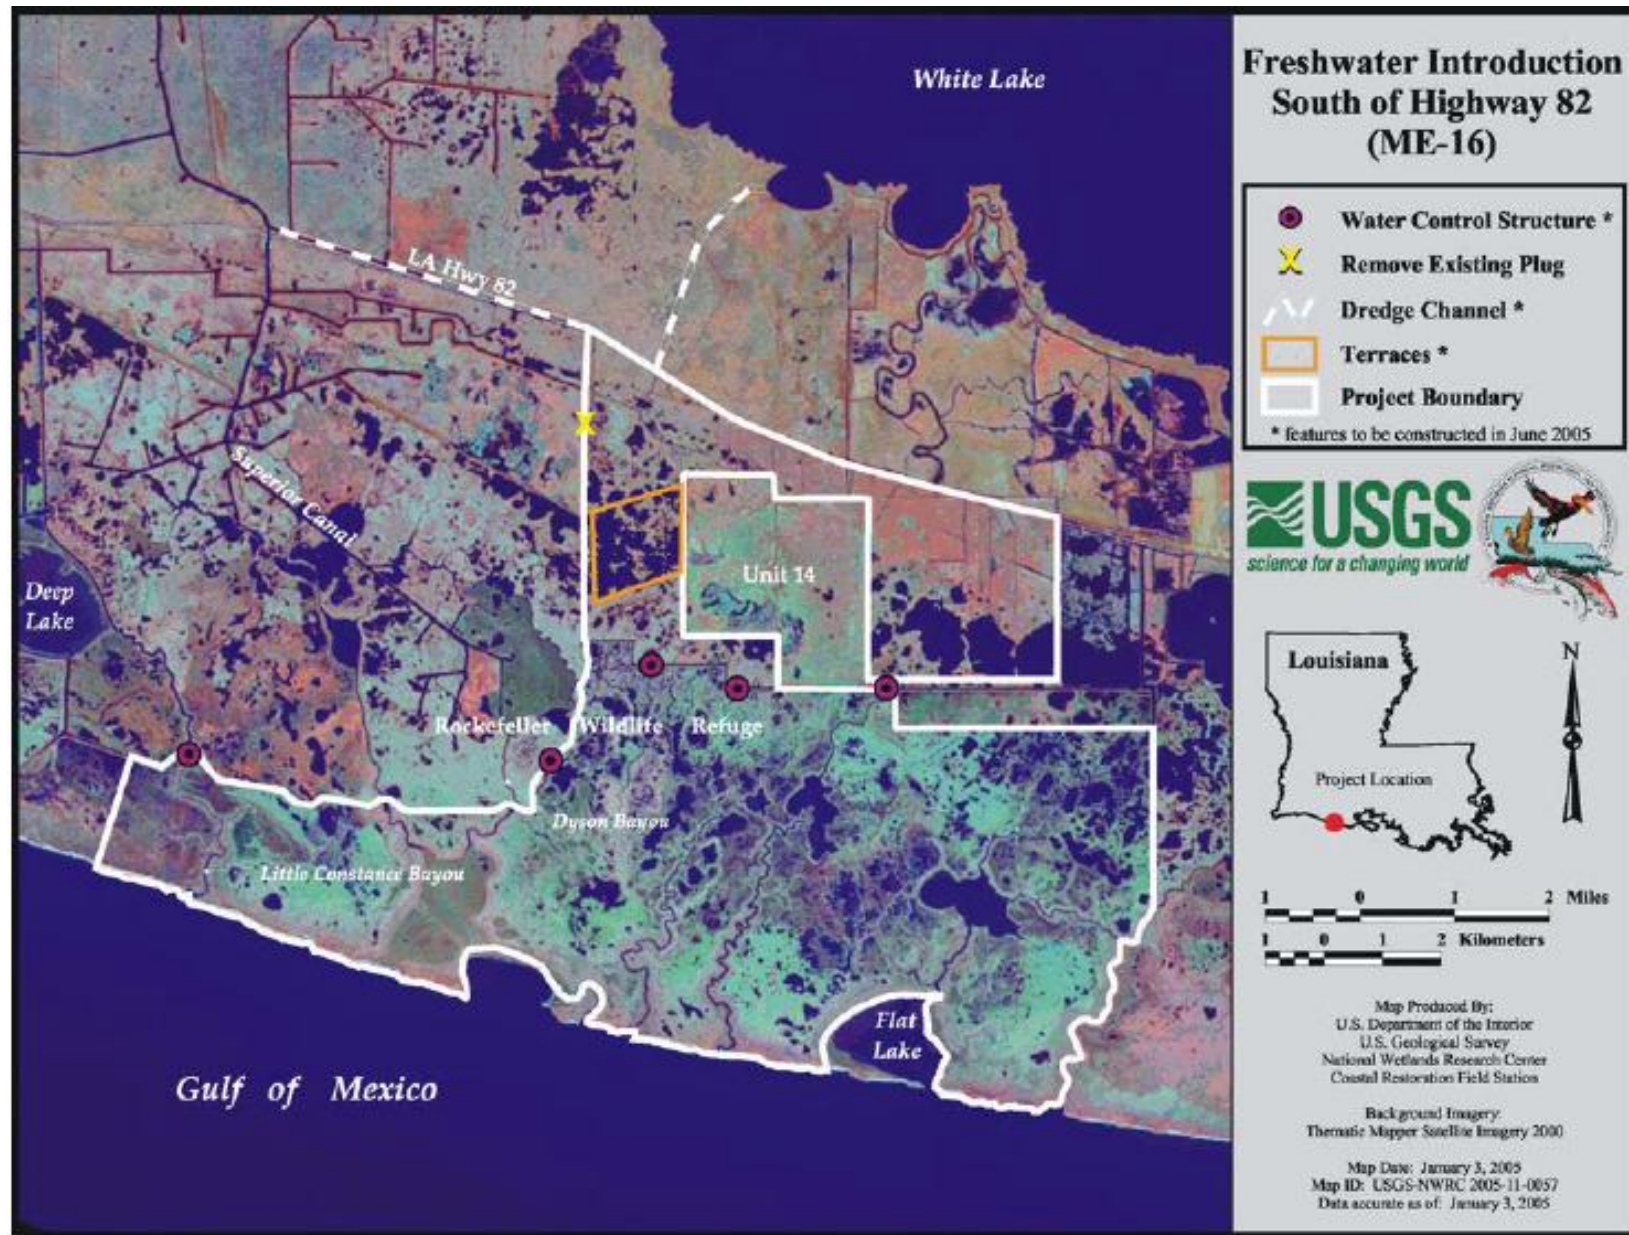 White Lake
LA Hwy 82
Superior Canal
Deep
Lake
Unit 14
Rockefeller Wildlife Refuge
Dyson Bayou
Little Constance Bayou
Flat
Lake
Gulf of Mexico
Freshwater Introduction
South of Highway 82
(ME-16)
Water Control Structure *
Remove Existing Plug
Dredge Channel *
Terraces *
Project Boundary
* features to be constructed in June 2005
USGS
science for a changing world
Louisiana
N
Project Location
1 0 1 2 Miles
1 0 1 2 Kilometers
Map Produced By:
U.S. Department of the Interior
U.S. Geological Survey
National Wetlands Research Center
Coastal Restoration Field Station
Background Imagery:
Thematic Mapper Satellite Imagery 2000
Map Date: January 3, 2005
Map ID: USGS-NWRC 2005-11-0057
Data accurate as of: January 3, 2005